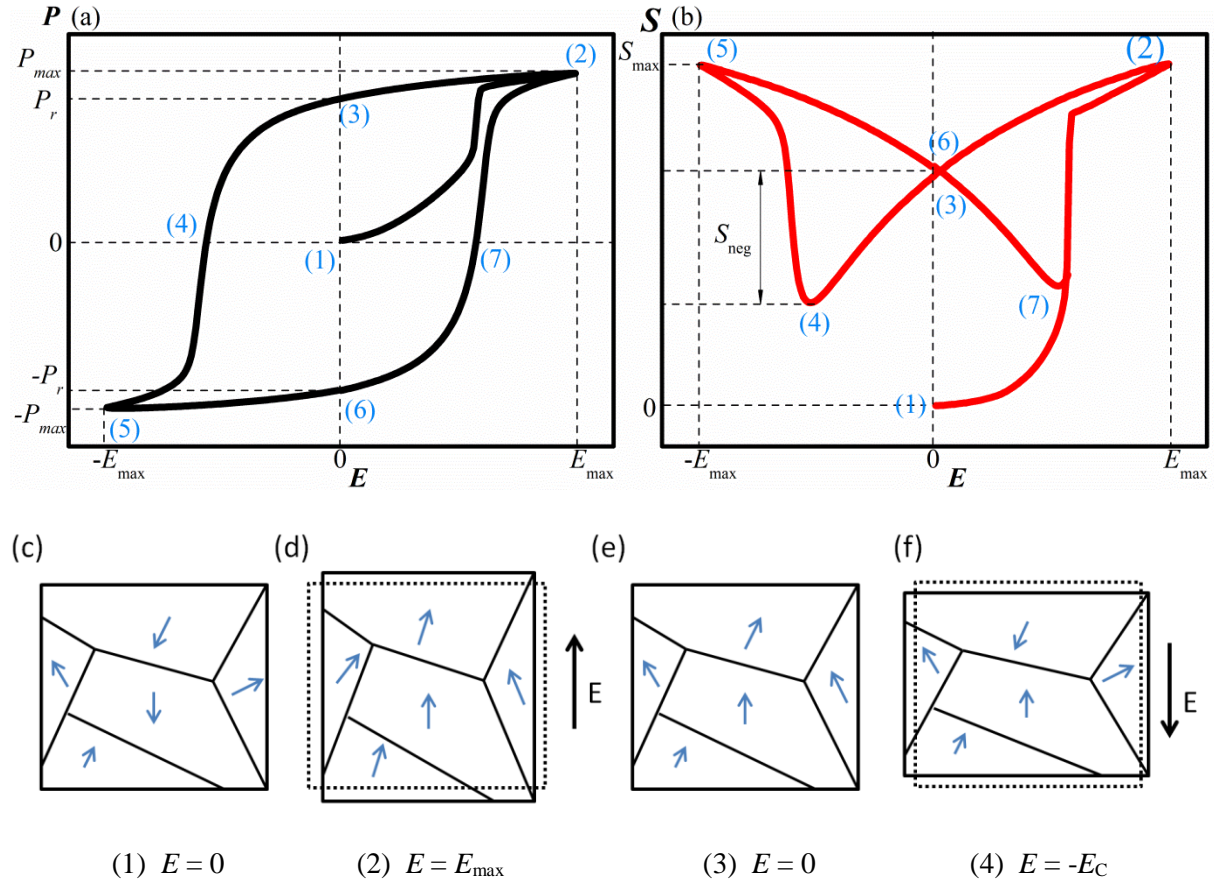 P (a)
P_max
P_r
0
-P_r
-P_max
(1)
(2)
(3)
(4)
(5)
(6)
(7)
-E_max
0
E_max
E
S (b)
S_max
S_neg
0
(1)
(2)
(3)
(4)
(5)
(6)
(7)
-E_max
0
E_max
E
(c)
(d)
(e)
(f)
E
E
(1) E = 0
(2) E = E_max
(3) E = 0
(4) E = -E_C